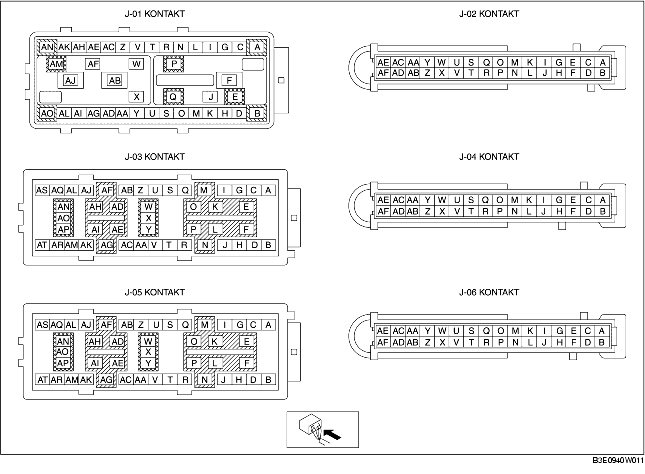 J-01 KONTAKT
AN AK AH AE AC Z V T R N L I G C A
AM AF W P
AJ AB F
X Q J E
AO AL AI AG AD AA Y U S O M K H D B
J-02 KONTAKT
AE AC AA Y W U S Q O M K I G E C A
AF AD AB Z X V T R P N L J H F D B
J-03 KONTAKT
AS AQ AL AJ AF AB Z U S Q M I G C A
AN AH AD W O K E
AO X
AP AI AE Y P L F
AT AR AM AK AG AC AA V T R N J H D B
J-04 KONTAKT
AE AC AA Y W U S Q O M K I G E C A
AF AD AB Z X V T R P N L J H F D B
J-05 KONTAKT
AS AQ AL AJ AF AB Z U S Q M I G C A
AN AH AD W O K E
AO X
AP AI AE Y P L F
AT AR AM AK AG AC AA V T R N J H D B
J-06 KONTAKT
AE AC AA Y W U S Q O M K I G E C A
AF AD AB Z X V T R P N L J H F D B
B3E0940W011